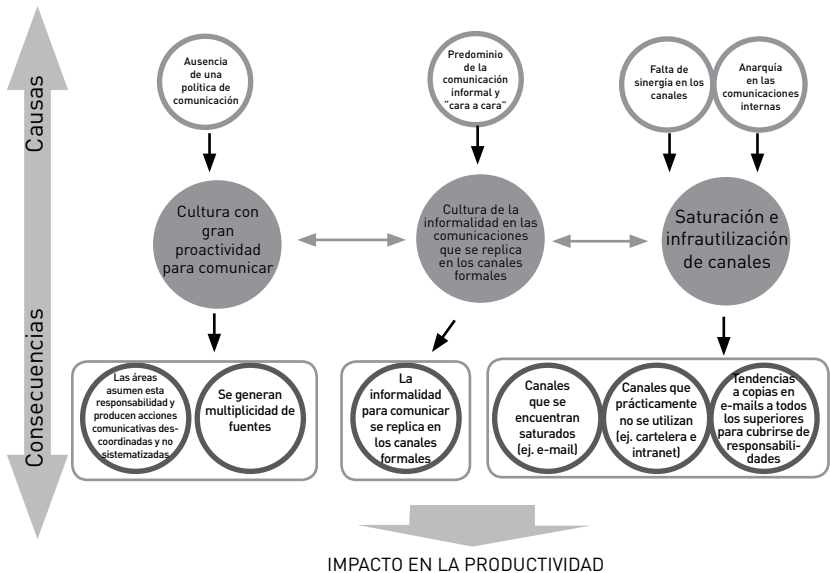 Causas
Consecuencias
Ausencia
de una
política de
comunicación
Predominio
de la
comunicación
informal y
"cara a cara"
Falta de
sinergía en los
canales
Anarquía
en las
comunicaciones
internas
Cultura con
gran
proactividad
para comunicar
Cultura de la
informalidad en las
comunicaciones
que se replica
en los canales
formales
Saturación e
infrautilización
de canales
Las áreas
asumen esta
responsabilidad y
producen acciones
comunicativas des-
coordinadas y no
sistematizadas
Se generan
multiplicidad de
fuentes
La
informalidad
para comunicar
se replica en
los canales
formales
Canales
que se
encuentran
saturados
(ej. e-mail)
Canales que
prácticamente
no se utilizan
(ej. cartelera e
intranet)
Tendencias
a copias en
e-mails a todos
los superiores
para cubrirse de
responsabili-
dades
IMPACTO EN LA PRODUCTIVIDAD